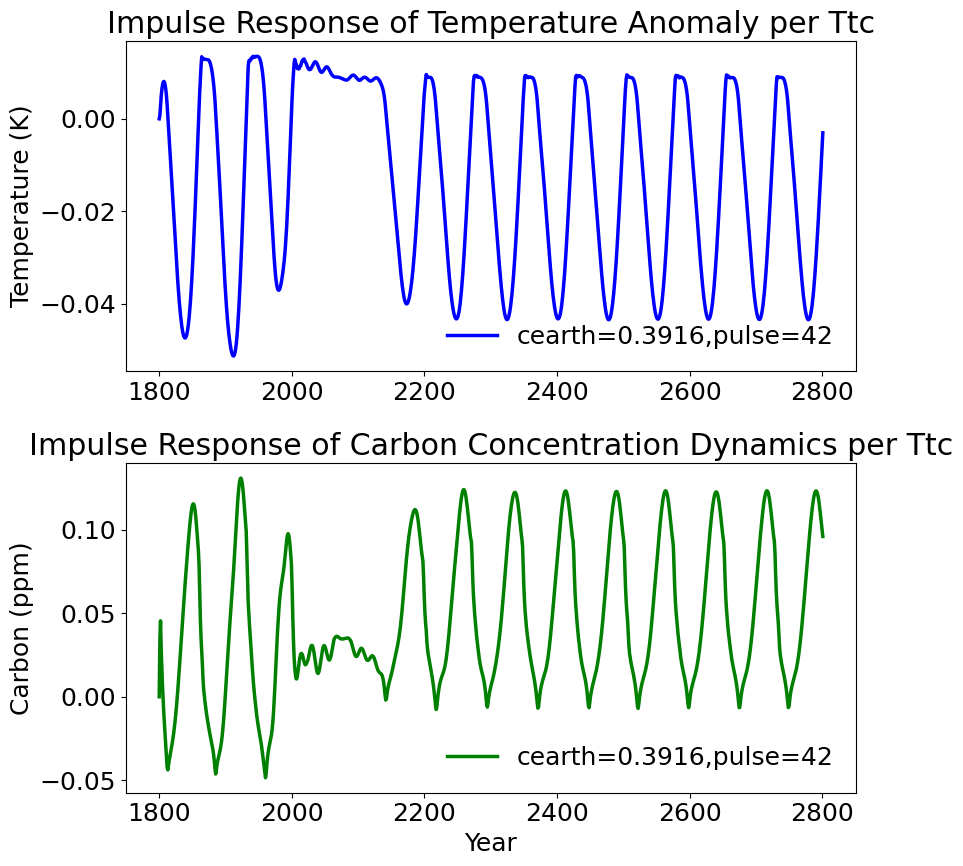 Impulse Response of Temperature Anomaly per Ttc
Temperature (K)
0.00
−0.02
−0.04
cearth=0.3916,pulse=42
1800 2000 2200 2400 2600 2800
Impulse Response of Carbon Concentration Dynamics per Ttc
Carbon (ppm)
0.10
0.05
0.00
−0.05
cearth=0.3916,pulse=42
1800 2000 2200 2400 2600 2800
Year